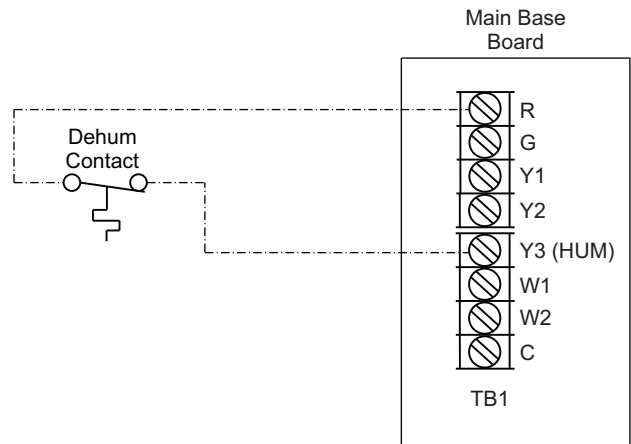 Main Base
Board
R
Dehum
Contact
G
Y1
Y2
Y3 (HUM)
W1
W2
C
TB1